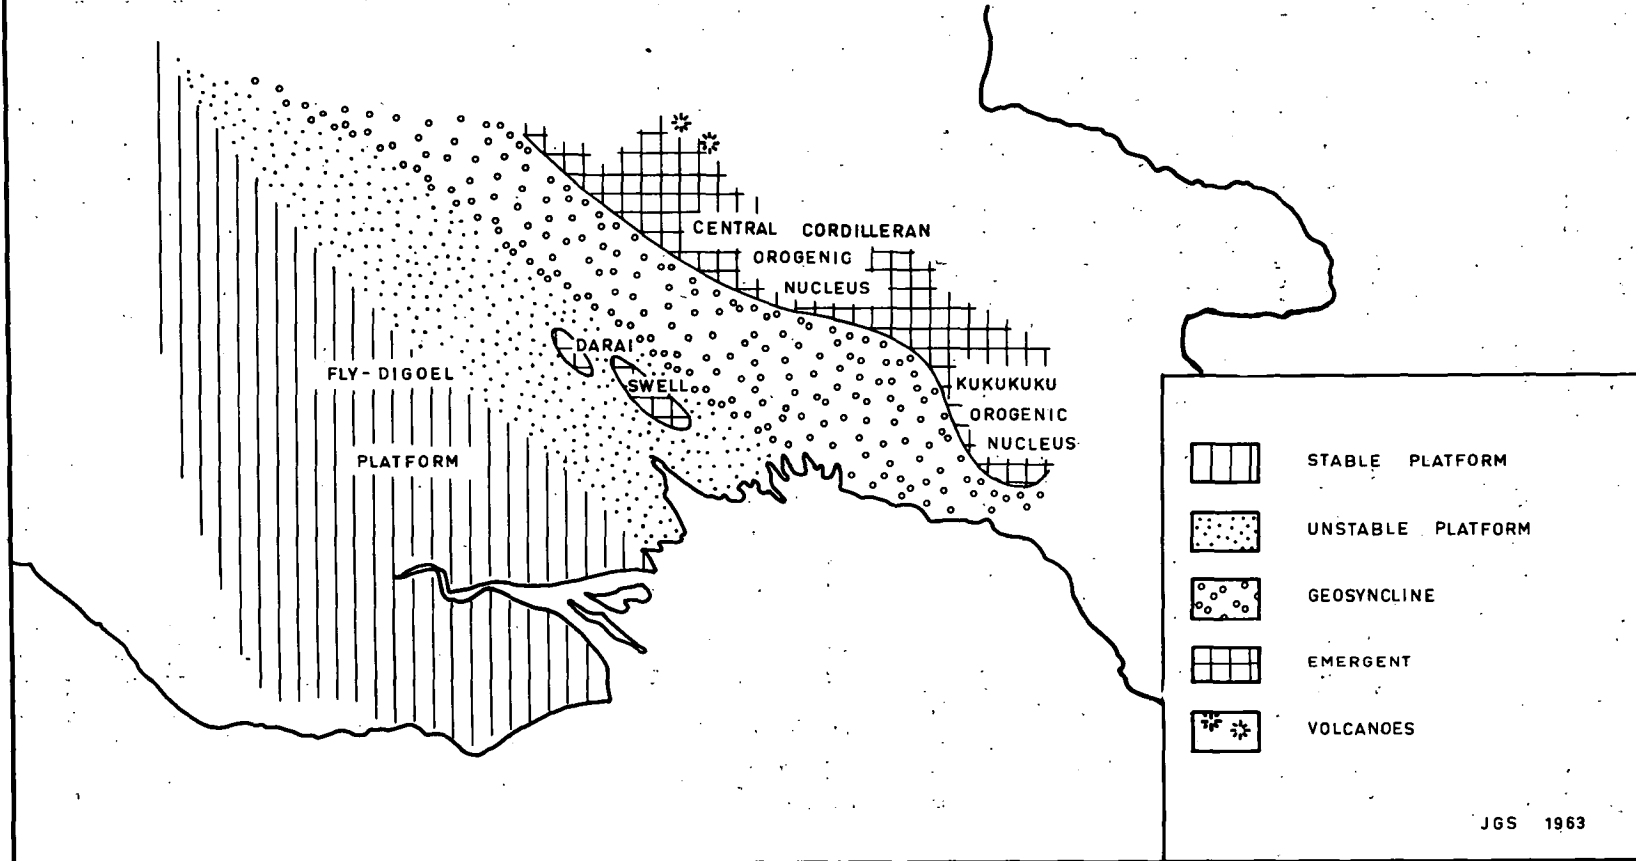 CENTRAL CORDILLERAN
OROGENIC
NUCLEUS
DARAI
SWELL
FLY-DIGOEL
PLATFORM
KUKUKUKU
OROGENIC
NUCLEUS
STABLE PLATFORM
UNSTABLE PLATFORM
GEOSYNCLINE
EMERGENT
VOLCANOES
JGS 1963